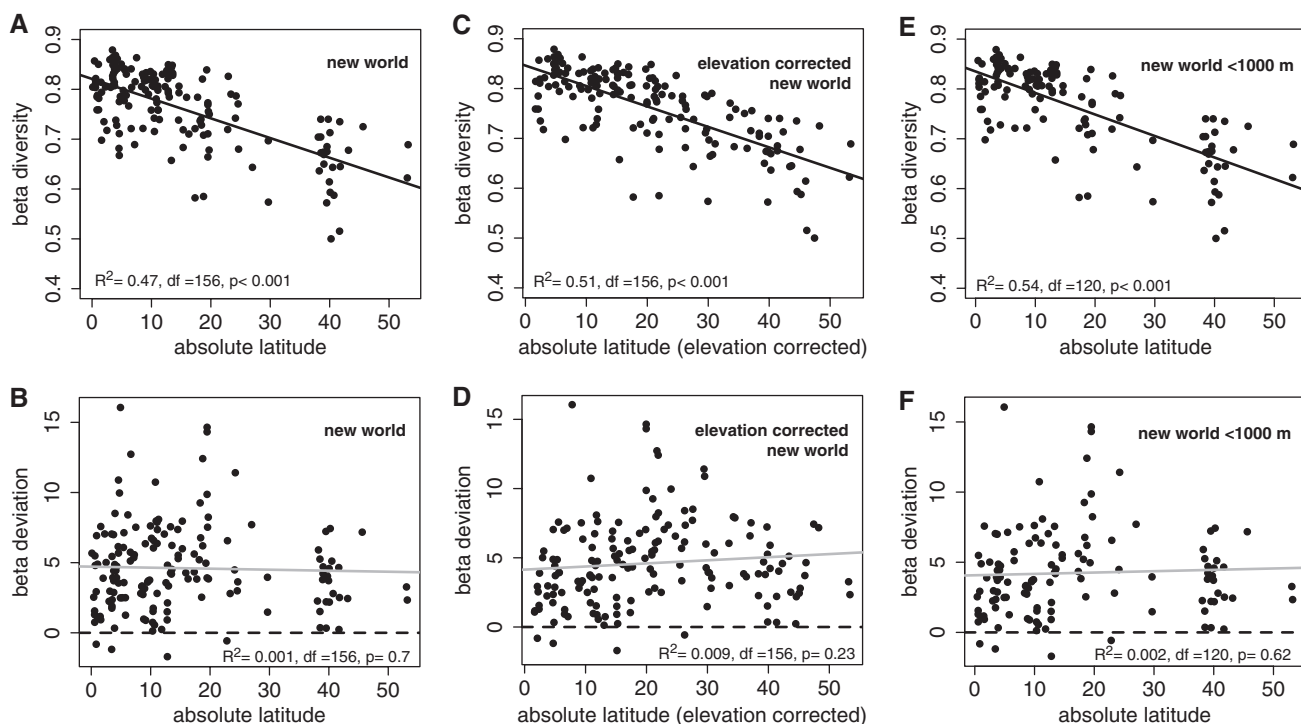 A
new world
beta diversity
0.9
0.8
0.7
0.6
0.5
0.4
R²= 0.47, df =156, p< 0.001
0 10 20 30 40 50
absolute latitude
C
elevation corrected
new world
beta diversity
0.9
0.8
0.7
0.6
0.5
0.4
R²= 0.51, df =156, p< 0.001
0 10 20 30 40 50
absolute latitude (elevation corrected)
E
new world <1000 m
beta diversity
0.9
0.8
0.7
0.6
0.5
0.4
R²= 0.54, df =120, p< 0.001
0 10 20 30 40 50
absolute latitude
B
new world
beta deviation
15
10
5
0
R²= 0.001, df =156, p= 0.7
0 10 20 30 40 50
absolute latitude
D
elevation corrected
new world
beta deviation
15
10
5
0
R²= 0.009, df =156, p= 0.23
0 10 20 30 40 50
absolute latitude (elevation corrected)
F
new world <1000 m
beta deviation
15
10
5
0
R²= 0.002, df =120, p= 0.62
0 10 20 30 40 50
absolute latitude